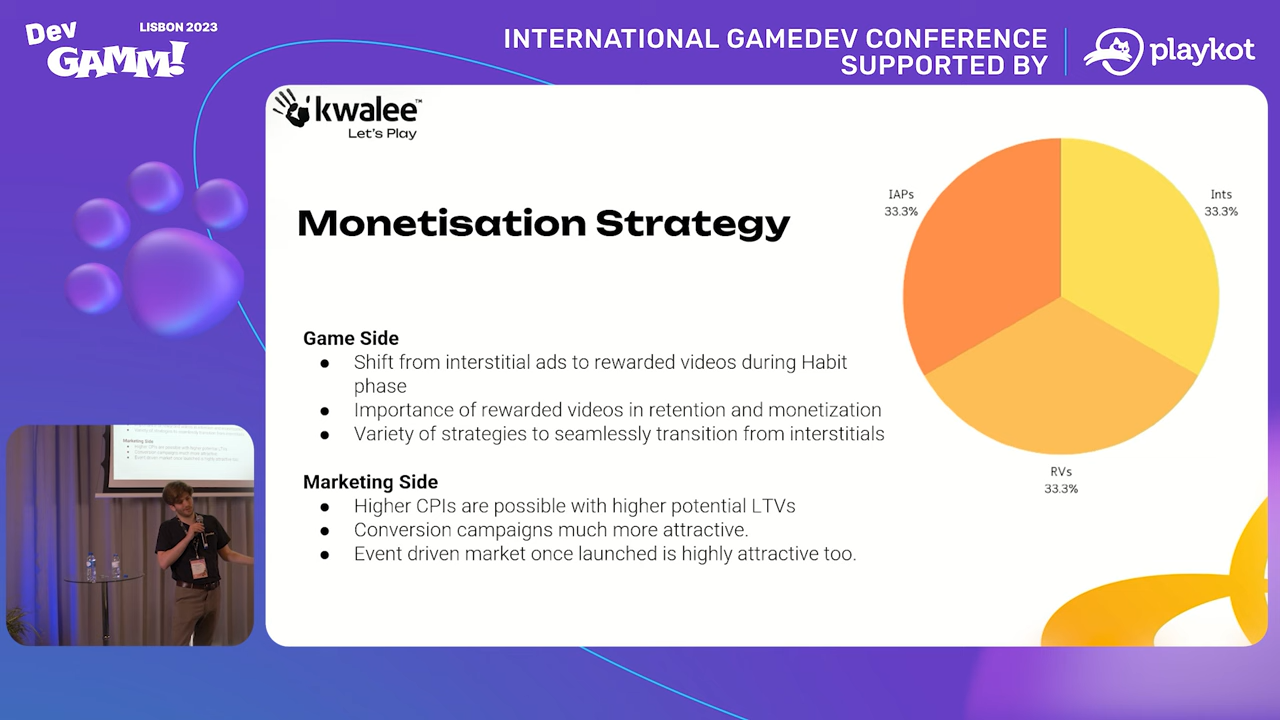 Dev
GAMM!
LISBON 2023
INTERNATIONAL GAMEDEV CONFERENCE
SUPPORTED BY
playkot
kwalee™
Let's Play
Monetisation Strategy
IAPs
33.3%
Ints
33.3%
RVs
33.3%
Game Side
● Shift from interstitial ads to rewarded videos during Habit
phase
● Importance of rewarded videos in retention and monetization
● Variety of strategies to seamlessly transition from interstitials
Marketing Side
● Higher CPIs are possible with higher potential LTVs
● Conversion campaigns much more attractive.
● Event driven market once launched is highly attractive too.
Marketing Side